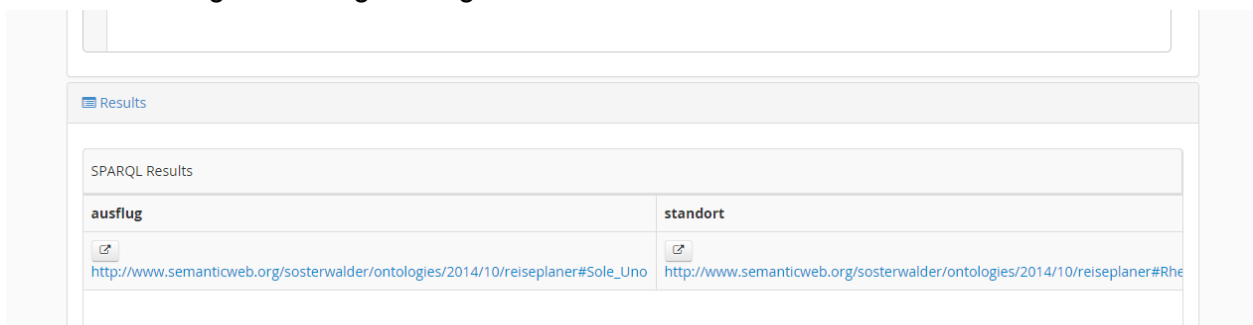 Results
SPARQL Results
ausflug standort
http://www.semanticweb.org/sosterwalder/ontologies/2014/10/reiseplaner#Sole_Uno http://www.semanticweb.org/sosterwalder/ontologies/2014/10/reiseplaner#Rhe